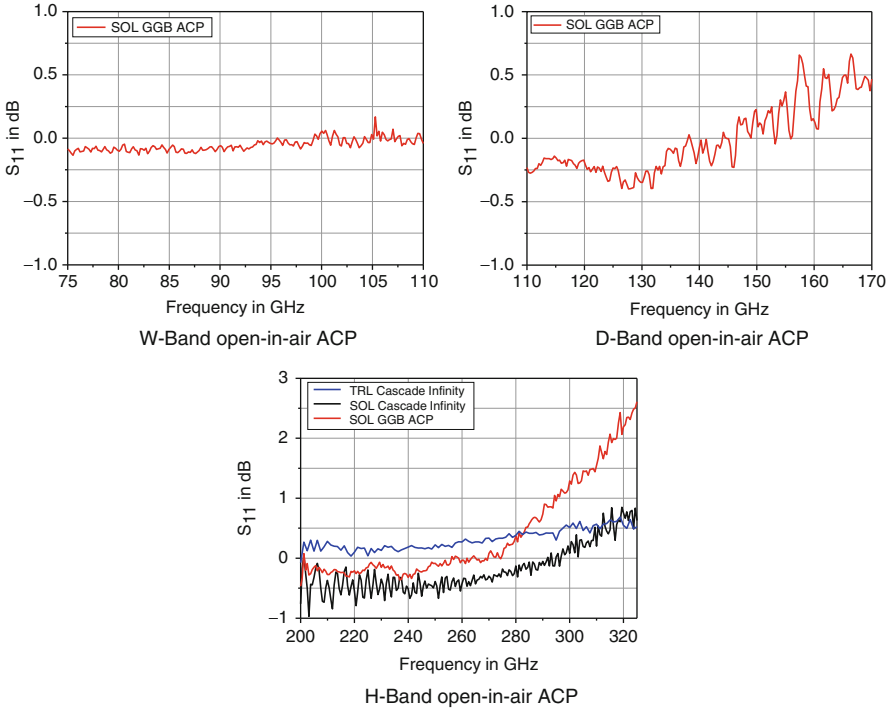 SOL GGB ACP
1.0
0.5
0.0
−0.5
−1.0
S11 in dB
75 80 85 90 95 100 105 110
Frequency in GHz
W-Band open-in-air ACP
SOL GGB ACP
1.0
0.5
0.0
−0.5
−1.0
S11 in dB
110 120 130 140 150 160 170
Frequency in GHz
D-Band open-in-air ACP
TRL Cascade Infinity
SOL Cascade Infinity
SOL GGB ACP
3
2
1
0
−1
S11 in dB
200 220 240 260 280 300 320
Frequency in GHz
H-Band open-in-air ACP